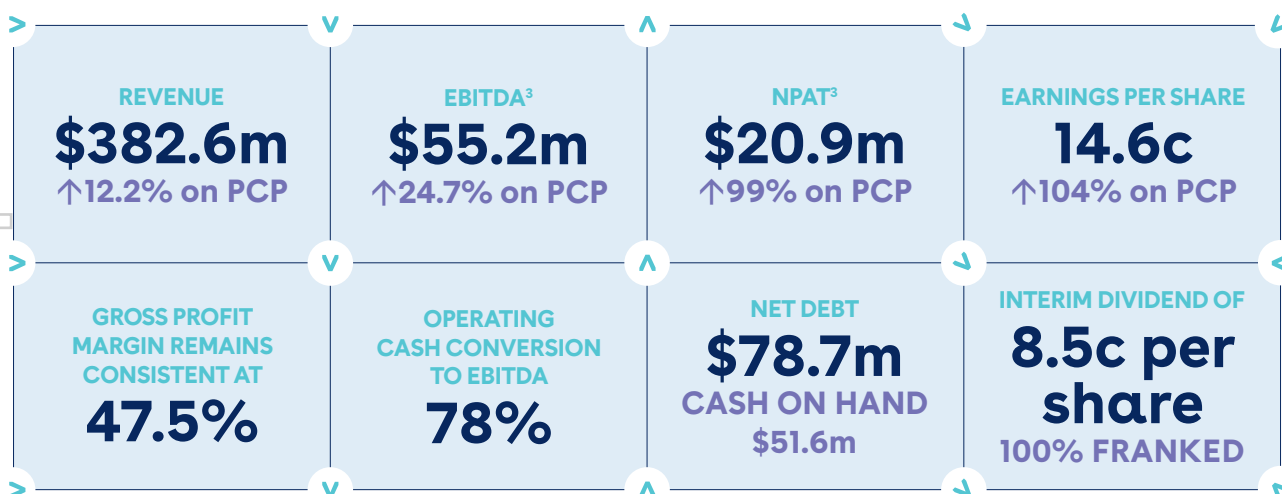 REVENUE
$382.6m
↑12.2% on PCP
EBITDA³
$55.2m
↑24.7% on PCP
NPAT³
$20.9m
↑99% on PCP
EARNINGS PER SHARE
14.6c
↑104% on PCP
GROSS PROFIT
MARGIN REMAINS
CONSISTENT AT
47.5%
OPERATING
CASH CONVERSION
TO EBITDA
78%
NET DEBT
$78.7m
CASH ON HAND
$51.6m
INTERIM DIVIDEND OF
8.5c per
share
100% FRANKED